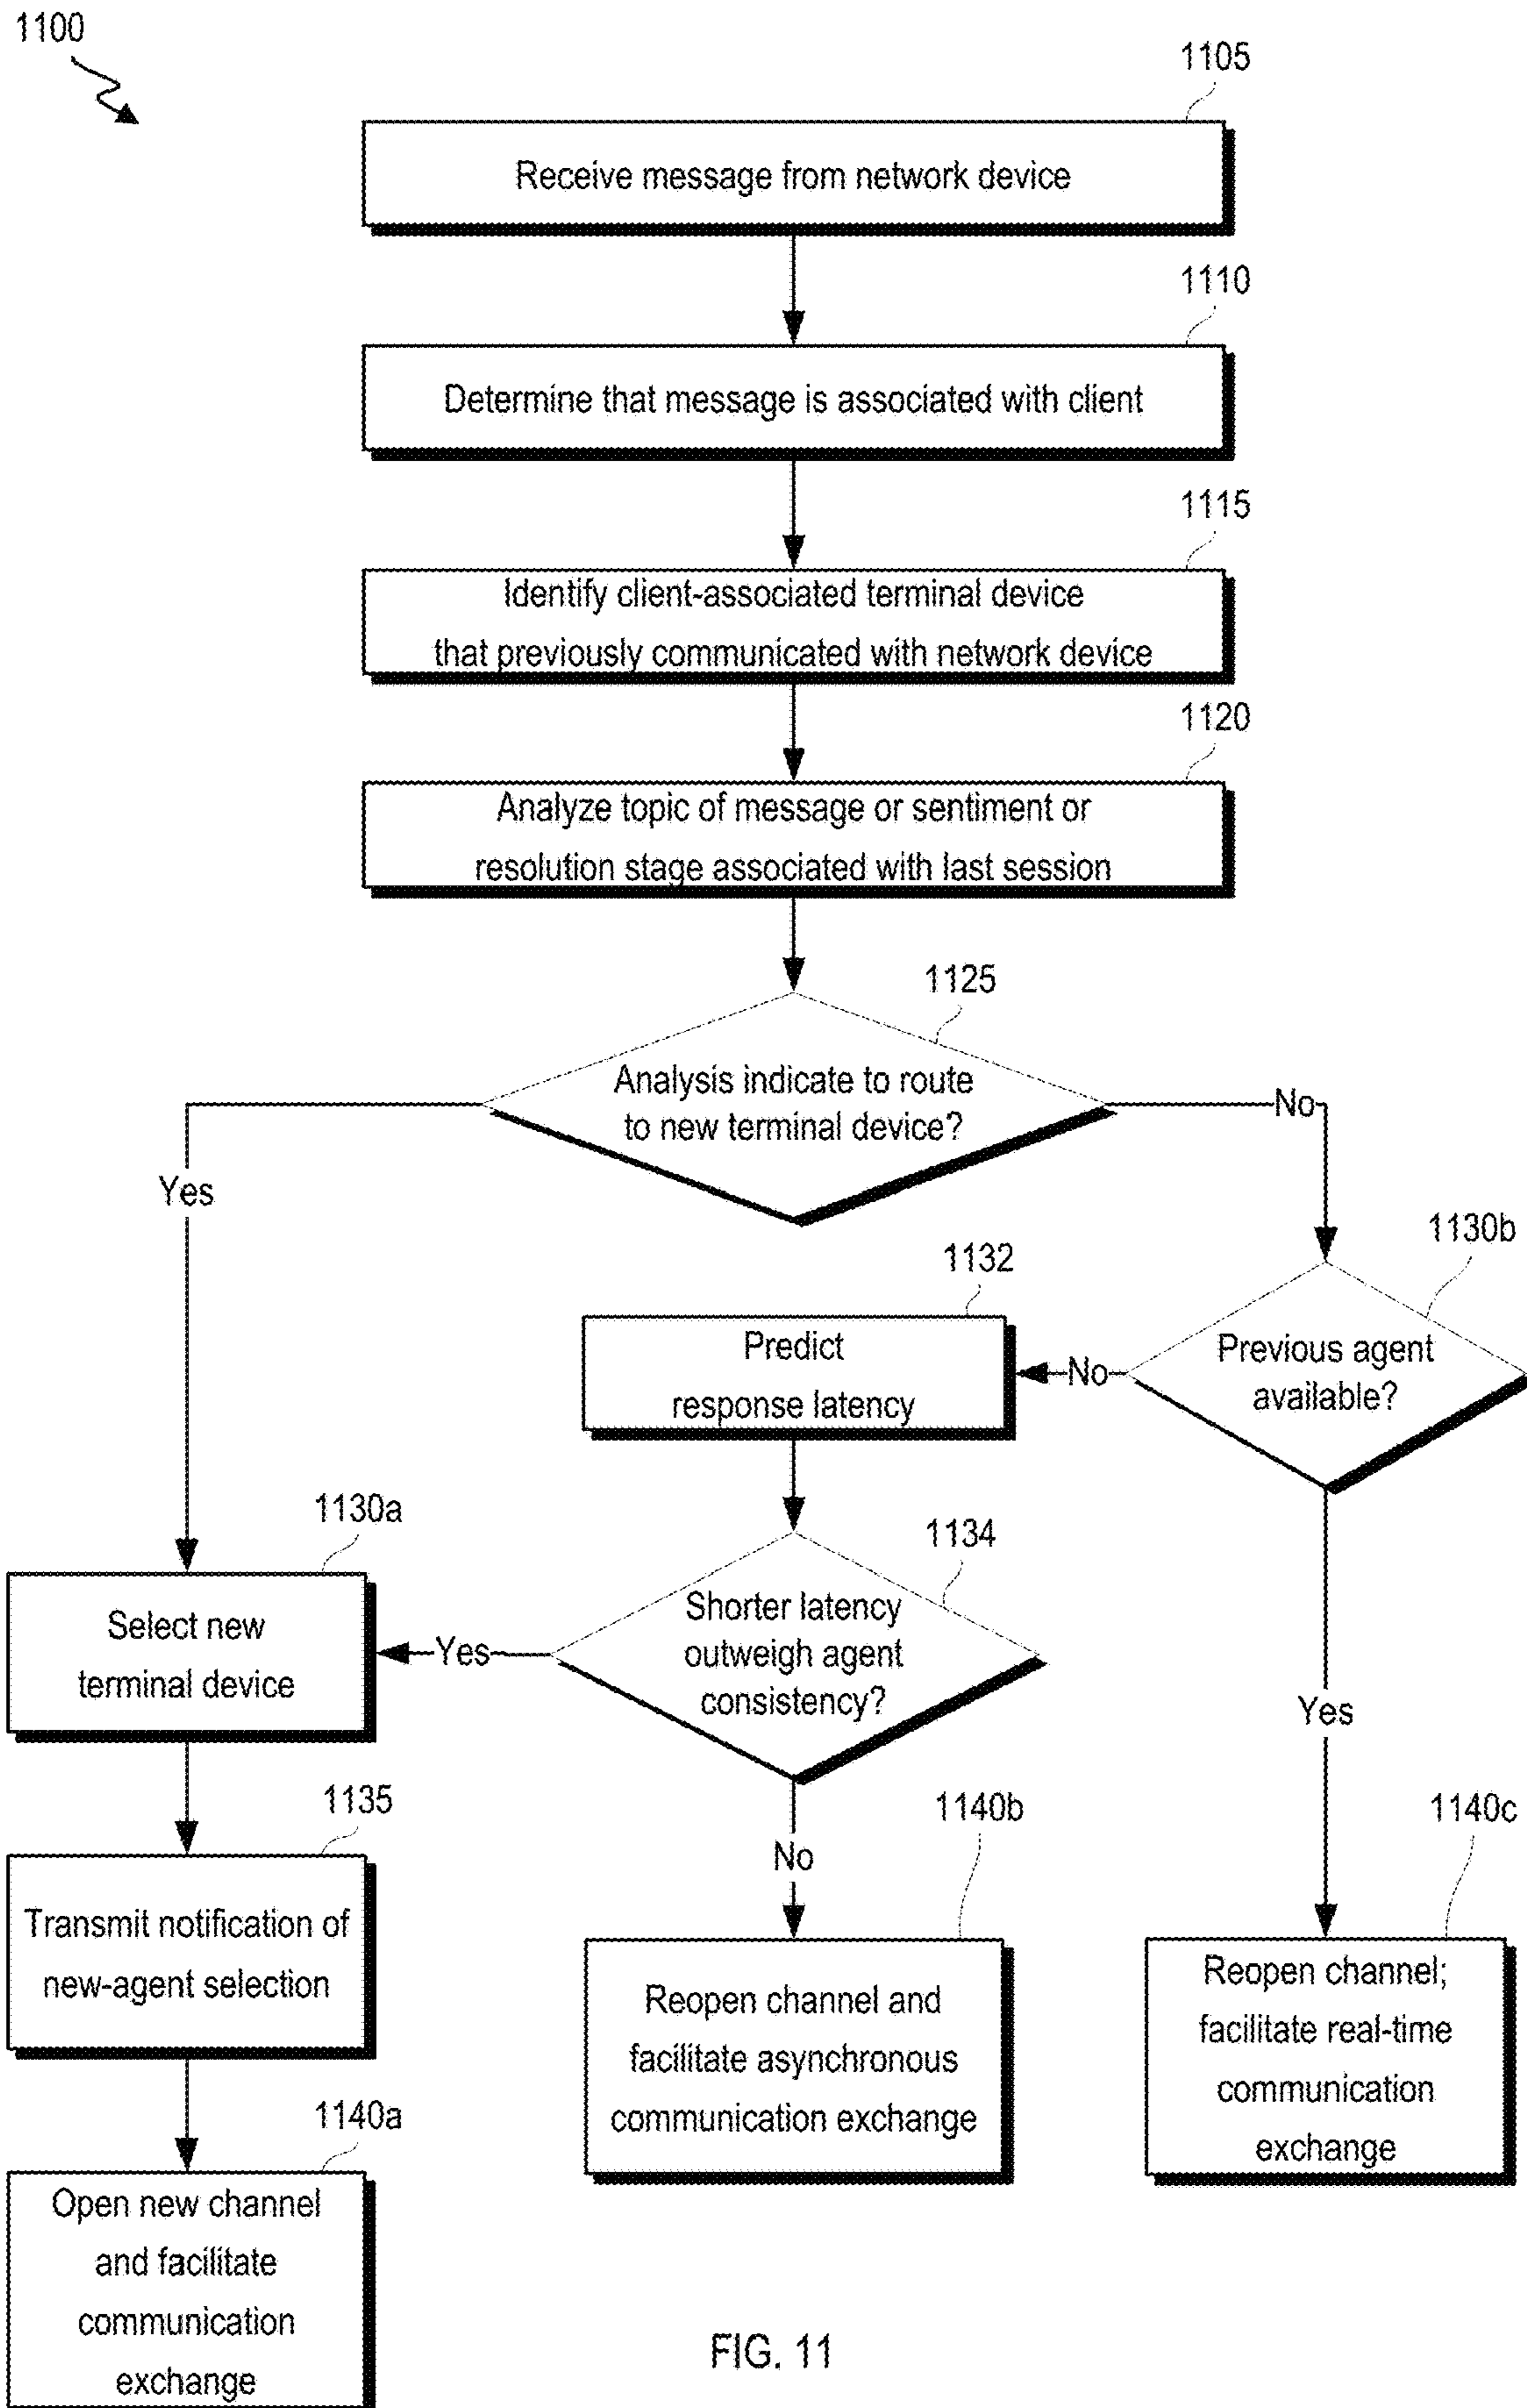 1100
1105
Receive message from network device
1110
Determine that message is associated with client
1115
Identify client-associated terminal device
that previously communicated with network device
1120
Analyze topic of message or sentiment or
resolution stage associated with last session
1125
Analysis indicate to route
to new terminal device?
No
Yes
1130b
Previous agent
available?
No
1132
Predict
response latency
1130a
Select new
terminal device
1134
Shorter latency
outweigh agent
consistency?
Yes
Yes
No
1135
Transmit notification of
new-agent selection
1140b
Reopen channel and
facilitate asynchronous
communication exchange
1140c
Reopen channel;
facilitate real-time
communication
exchange
1140a
Open new channel
and facilitate
communication
exchange
FIG. 11